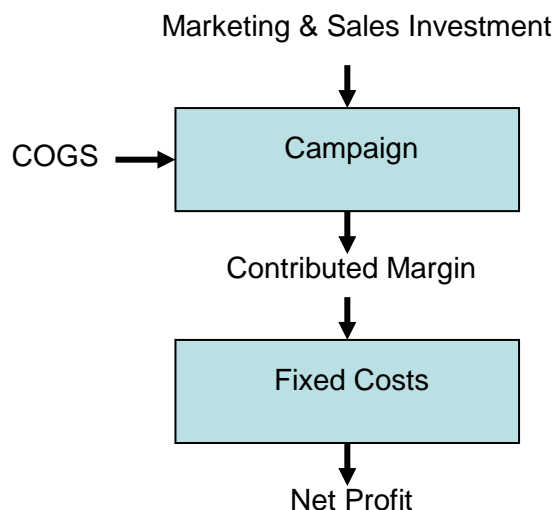 Marketing & Sales Investment
COGS
Campaign
Contributed Margin
Fixed Costs
Net Profit